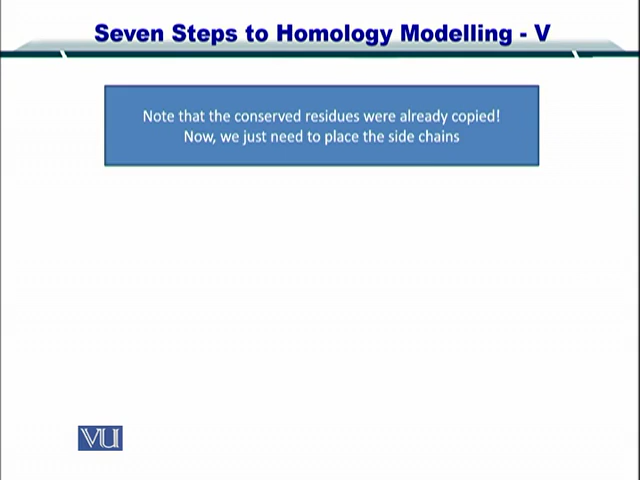 Seven Steps to Homology Modelling - V
Note that the conserved residues were already copied!
Now, we just need to place the side chains
VU